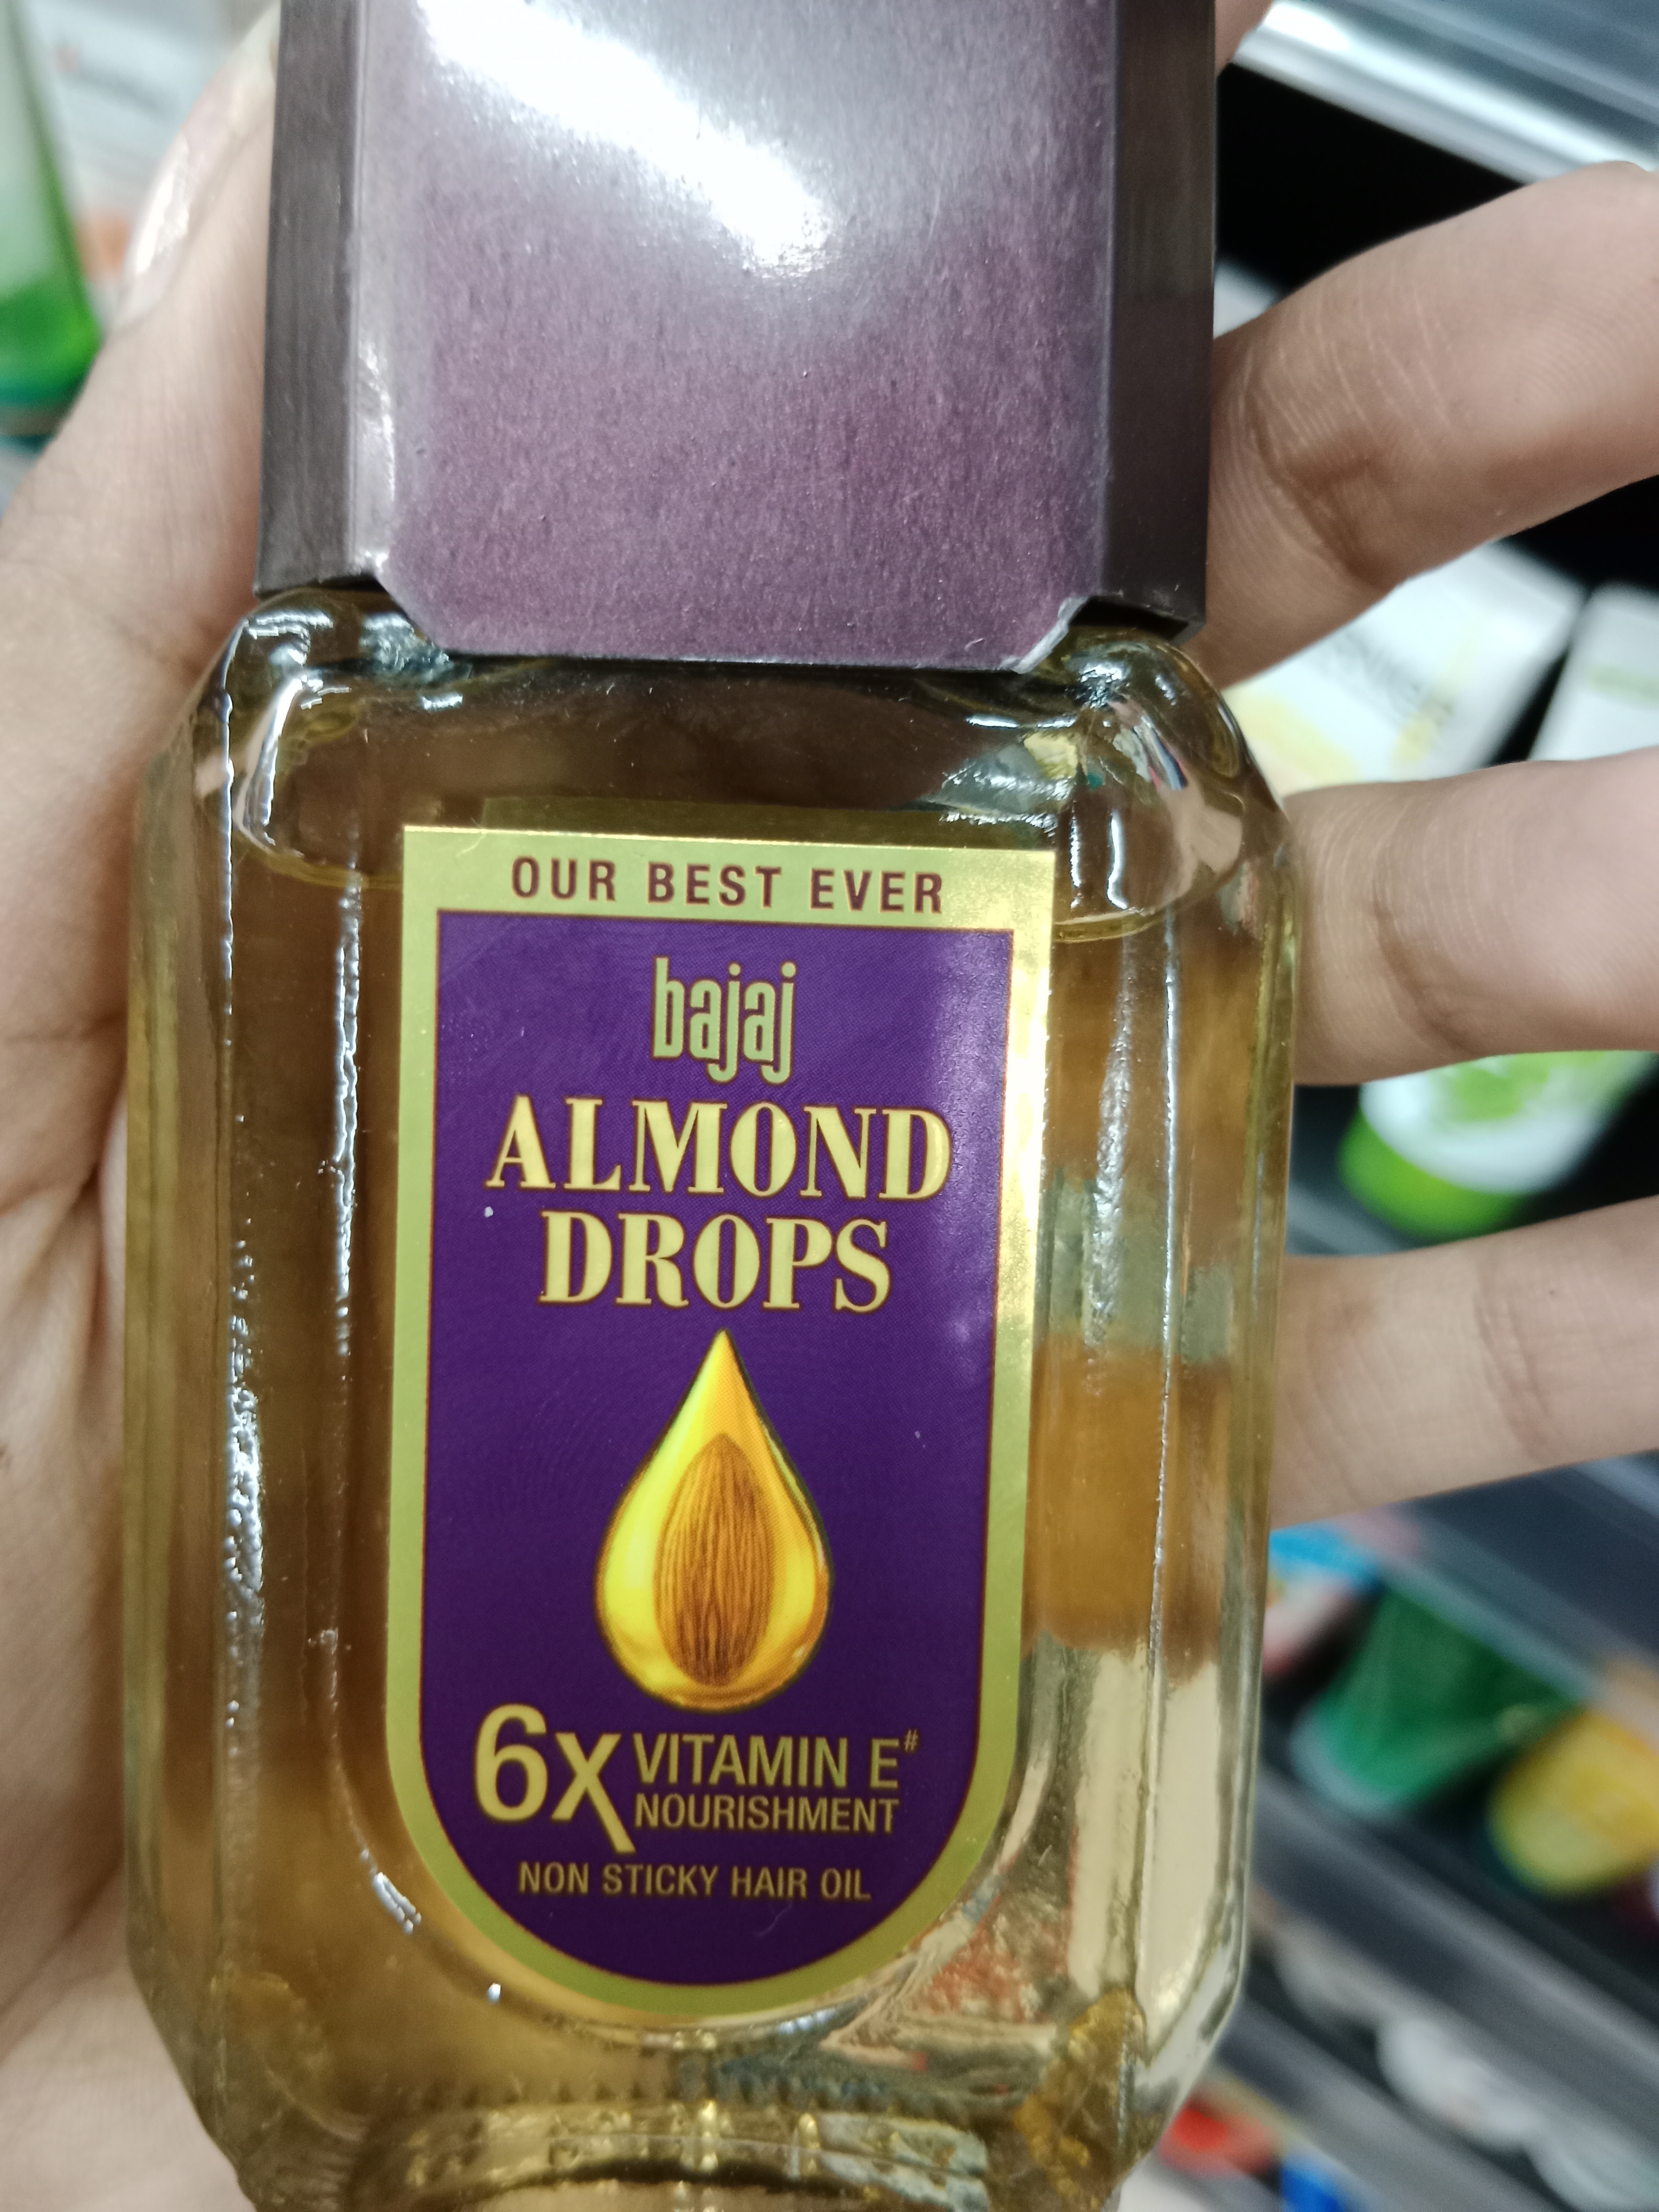 OUR BEST EVER
bajaj
ALMOND
DROPS
6x VITAMIN E#
NOURISHMENT
NON STICKY HAIR OIL